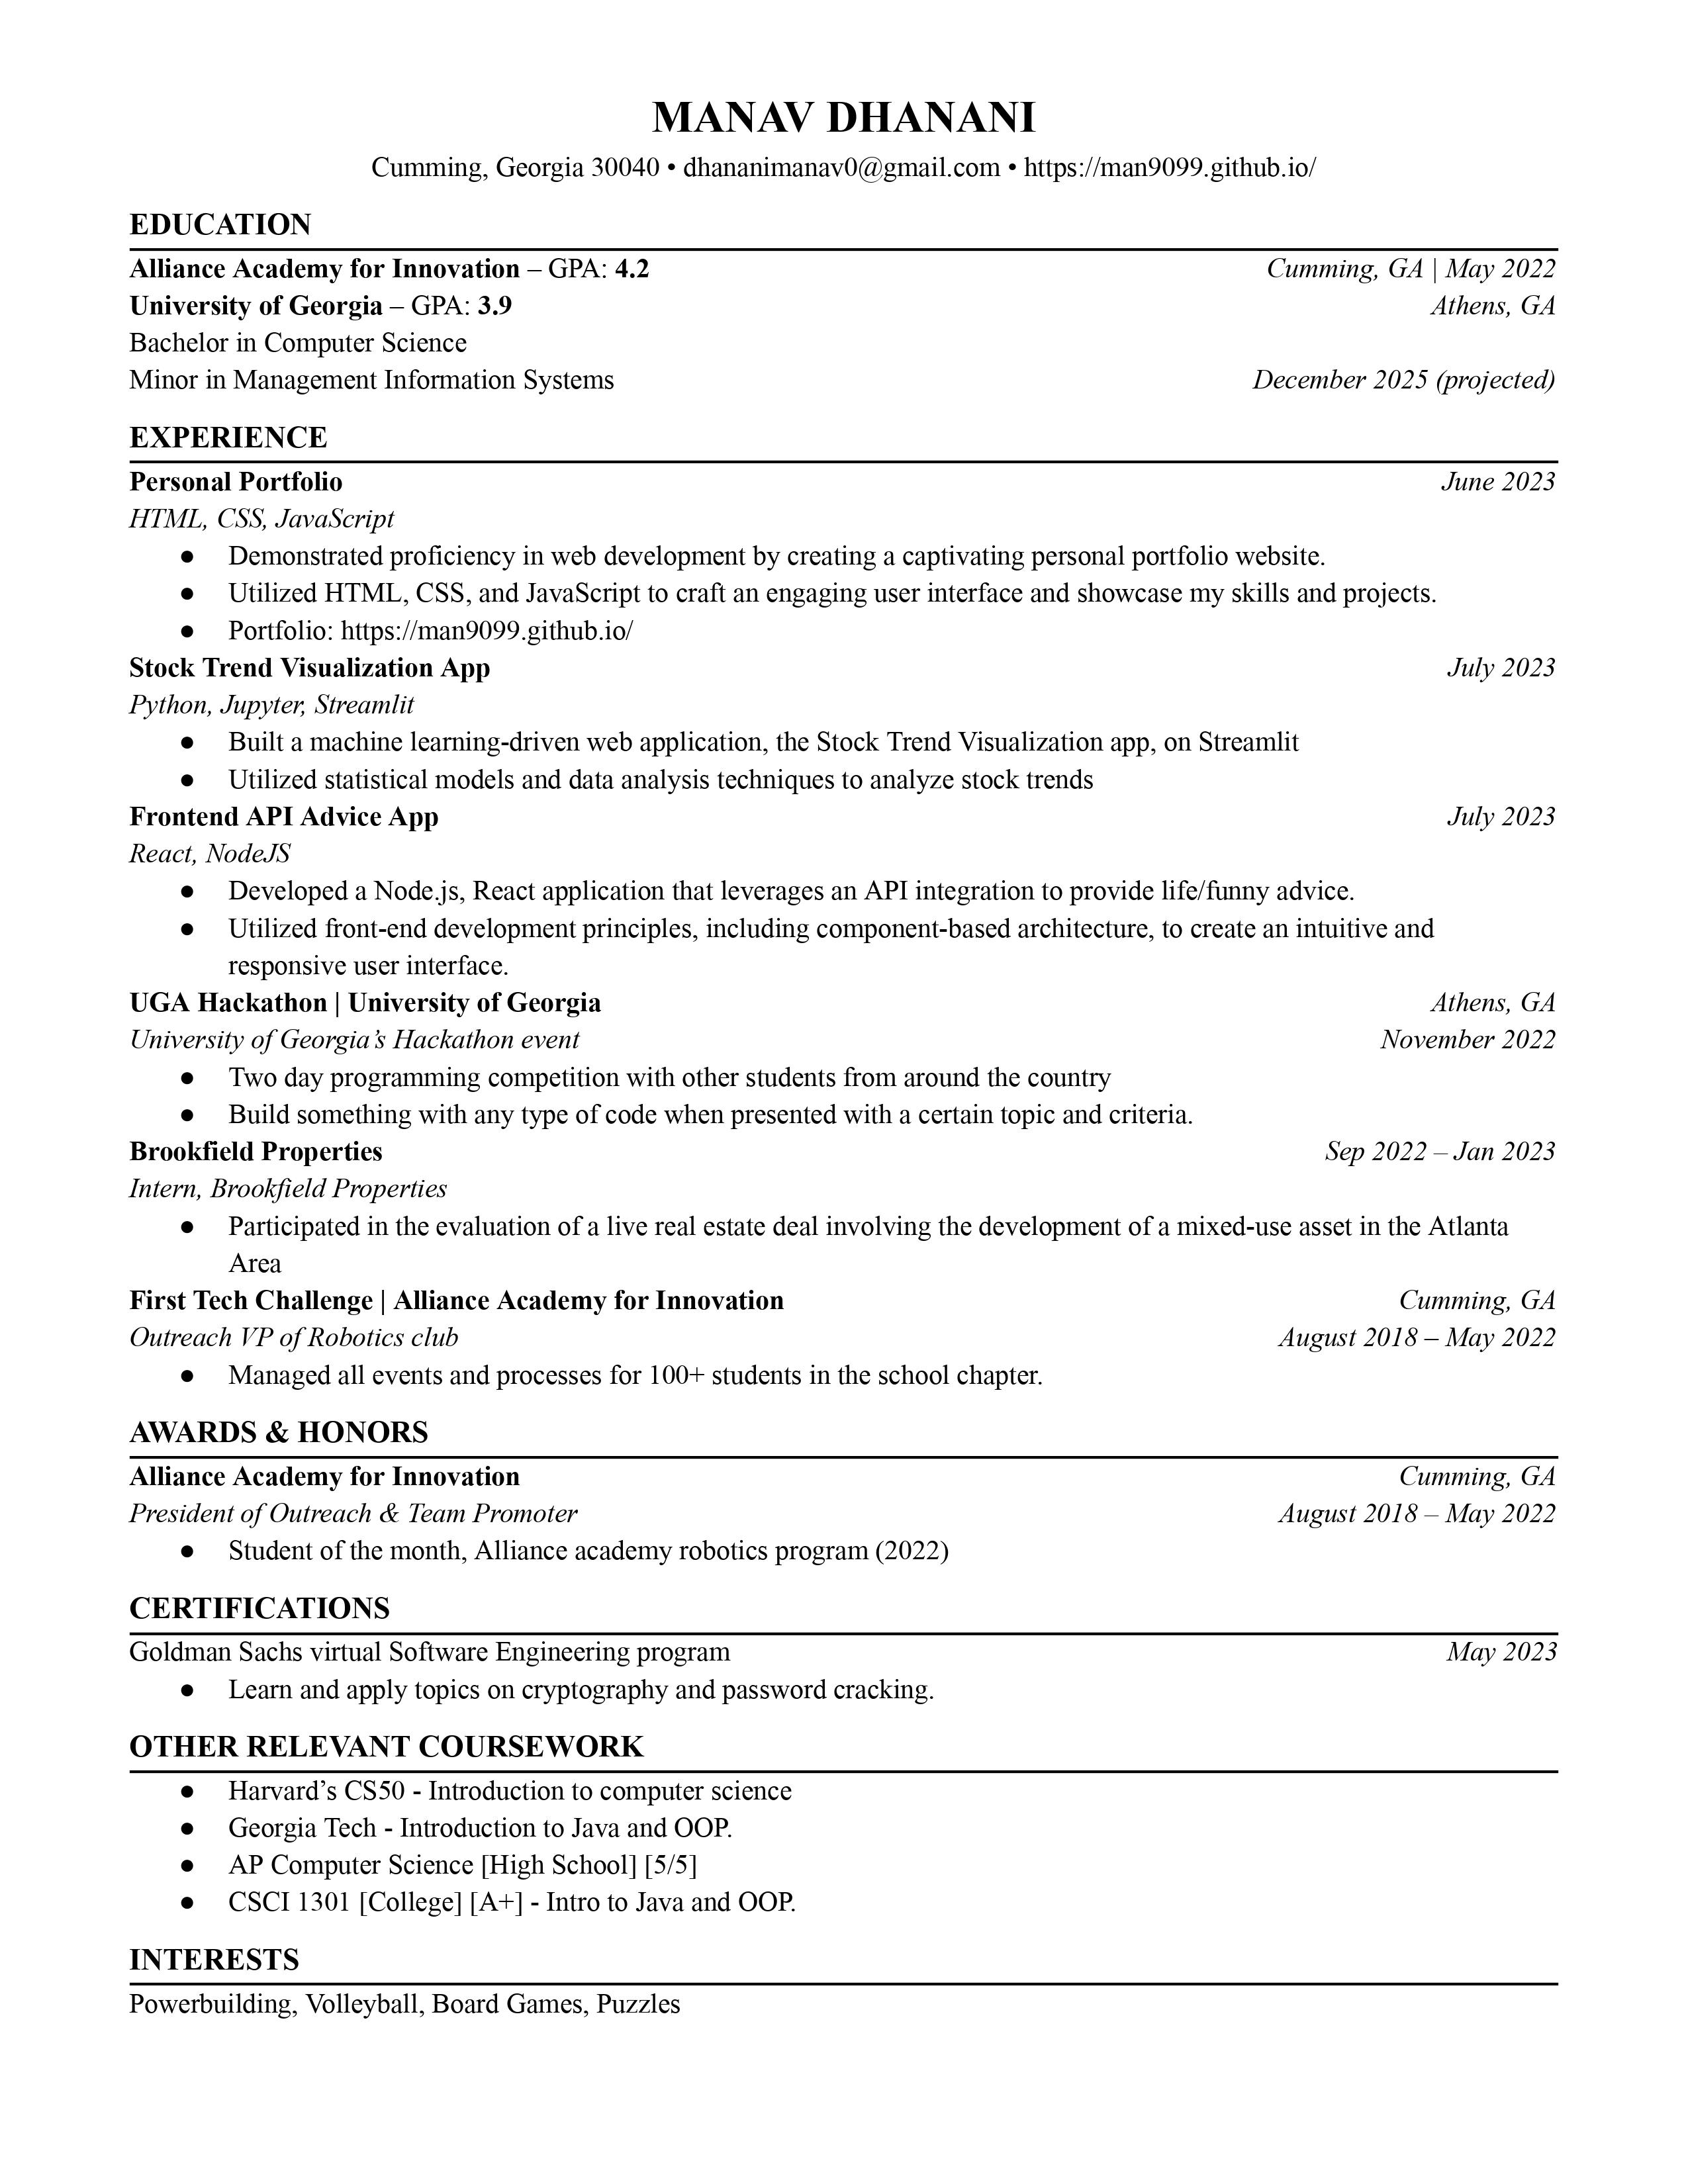 MANAV DHANANI
Cumming, Georgia 30040 • dhananimanav0@gmail.com • https://man9099.github.io/
EDUCATION
Alliance Academy for Innovation – GPA: 4.2 Cumming, GA | May 2022
University of Georgia – GPA: 3.9 Athens, GA
Bachelor in Computer Science
Minor in Management Information Systems December 2025 (projected)
EXPERIENCE
Personal Portfolio June 2023
HTML, CSS, JavaScript
● Demonstrated proficiency in web development by creating a captivating personal portfolio website.
● Utilized HTML, CSS, and JavaScript to craft an engaging user interface and showcase my skills and projects.
● Portfolio: https://man9099.github.io/
Stock Trend Visualization App July 2023
Python, Jupyter, Streamlit
● Built a machine learning-driven web application, the Stock Trend Visualization app, on Streamlit
● Utilized statistical models and data analysis techniques to analyze stock trends
Frontend API Advice App July 2023
React, NodeJS
● Developed a Node.js, React application that leverages an API integration to provide life/funny advice.
● Utilized front-end development principles, including component-based architecture, to create an intuitive and
responsive user interface.
UGA Hackathon | University of Georgia Athens, GA
University of Georgia’s Hackathon event November 2022
● Two day programming competition with other students from around the country
● Build something with any type of code when presented with a certain topic and criteria.
Brookfield Properties Sep 2022 – Jan 2023
Intern, Brookfield Properties
● Participated in the evaluation of a live real estate deal involving the development of a mixed-use asset in the Atlanta
Area
First Tech Challenge | Alliance Academy for Innovation Cumming, GA
Outreach VP of Robotics club August 2018 – May 2022
● Managed all events and processes for 100+ students in the school chapter.
AWARDS & HONORS
Alliance Academy for Innovation Cumming, GA
President of Outreach & Team Promoter August 2018 – May 2022
● Student of the month, Alliance academy robotics program (2022)
CERTIFICATIONS
Goldman Sachs virtual Software Engineering program May 2023
● Learn and apply topics on cryptography and password cracking.
OTHER RELEVANT COURSEWORK
● Harvard’s CS50 - Introduction to computer science
● Georgia Tech - Introduction to Java and OOP.
● AP Computer Science [High School] [5/5]
● CSCI 1301 [College] [A+] - Intro to Java and OOP.
INTERESTS
Powerbuilding, Volleyball, Board Games, Puzzles